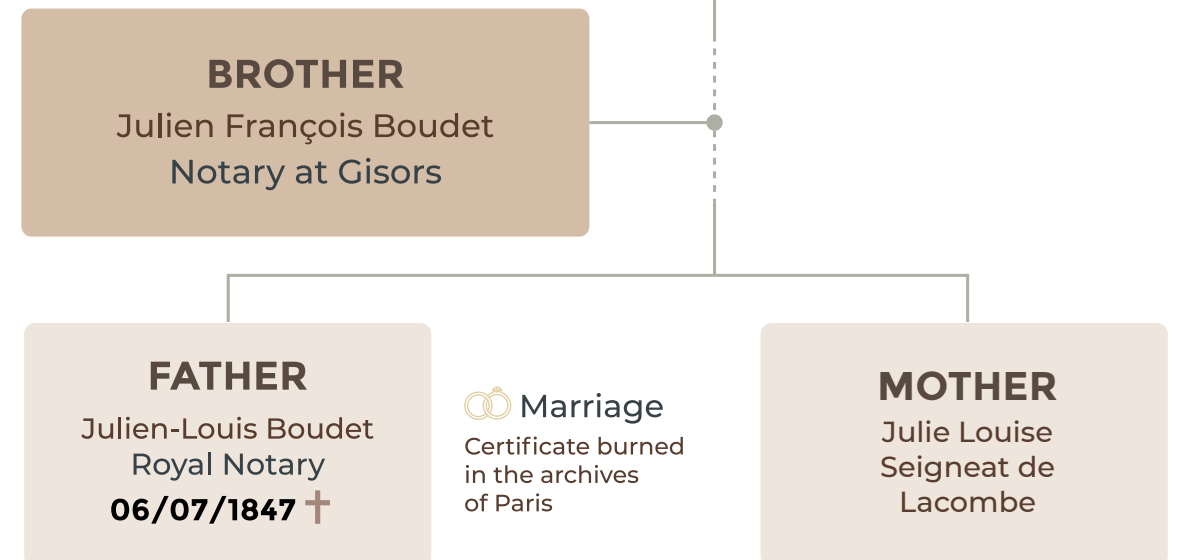 BROTHER
Julien François Boudet
Notary at Gisors
FATHER
Julien-Louis Boudet
Royal Notary
06/07/1847
Marriage
Certificate burned
in the archives
of Paris
MOTHER
Julie Louise
Seigneat de
Lacombe